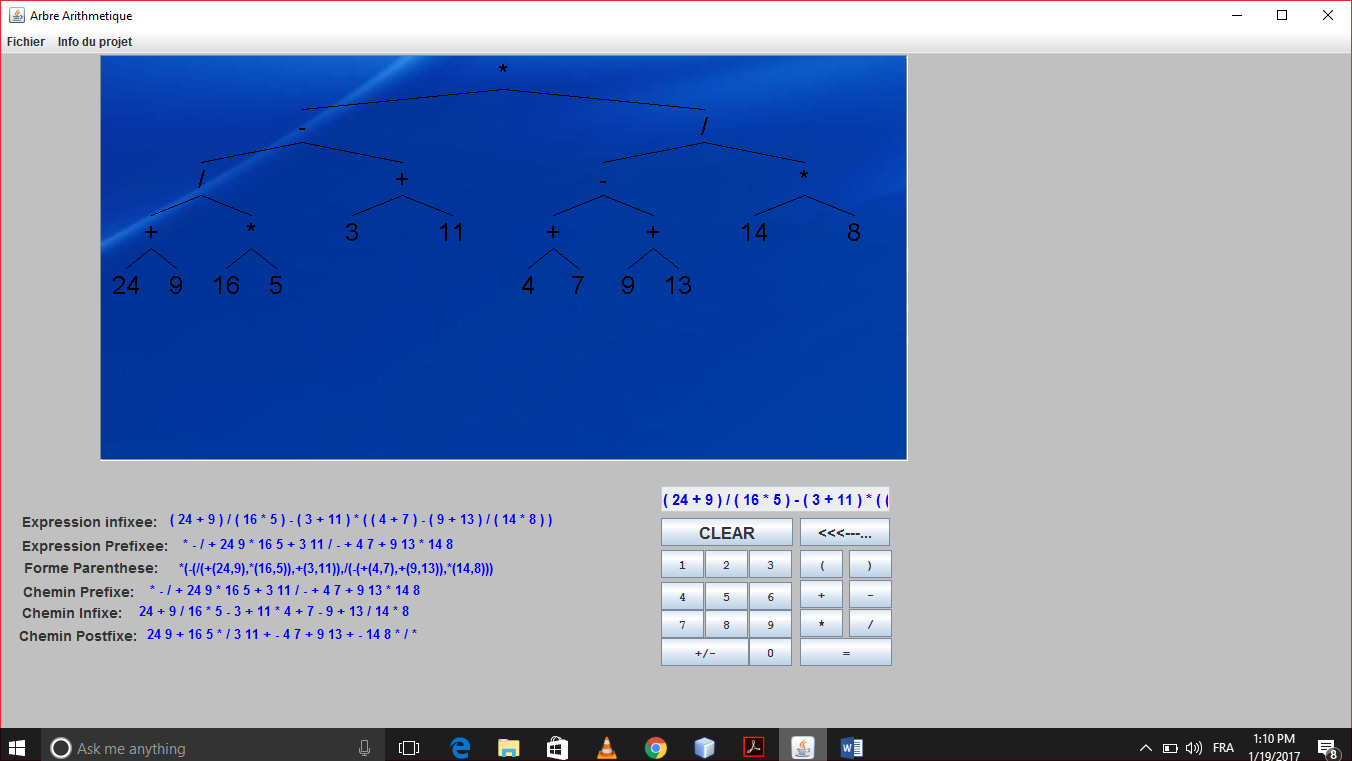 Arbre Arithmetique
Fichier Info du projet
*
- /
/ + - *
+ * 3 11 + + 14 8
24 9 16 5 4 7 9 13
( 24 + 9 ) / ( 16 * 5 ) - ( 3 + 11 ) * ( (
Expression infixee: ( 24 + 9 ) / ( 16 * 5 ) - ( 3 + 11 ) * ( ( 4 + 7 ) - ( 9 + 13 ) / ( 14 * 8 ) )
Expression Prefixee: * - / + 24 9 * 16 5 + 3 11 / - + 4 7 + 9 13 * 14 8
Forme Parenthese: *(-(/(+(24,9),*(16,5)),+(3,11)),/(-(+(4,7),+(9,13)),*(14,8)))
Chemin Prefixe: * - / + 24 9 * 16 5 + 3 11 / - + 4 7 + 9 13 * 14 8
Chemin Infixe: 24 + 9 / 16 * 5 - 3 + 11 * 4 + 7 - 9 + 13 / 14 * 8
Chemin Postfixe: 24 9 + 16 5 * / 3 11 + - 4 7 + 9 13 + - 14 8 * / *
CLEAR <<<---...
1 2 3 ( )
4 5 6 + -
7 8 9 * /
+/- 0 =
Ask me anything
FRA
1:10 PM
1/19/2017
8